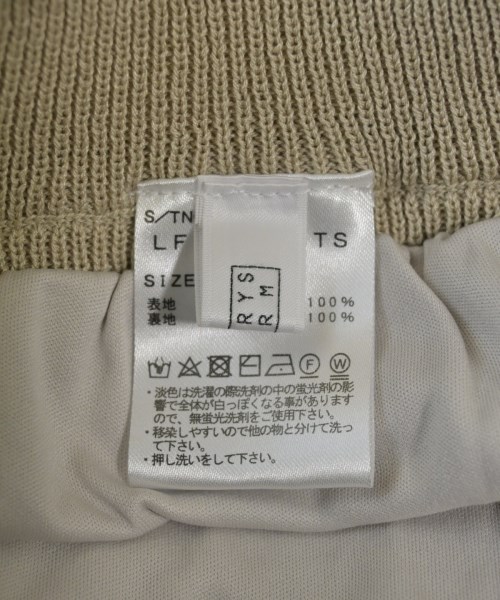 S/TN
LF TS
SIZE
表地 100%
裏地 100%
RYS
RM
F W
・淡色は洗濯の際洗剤の中の蛍光剤の影
響で全体が白っぽくなる事があります
ので、無蛍光洗剤をご使用下さい。
・移染しやすいので他の物と分けて洗っ
て下さい。
・押し洗いをして下さい。